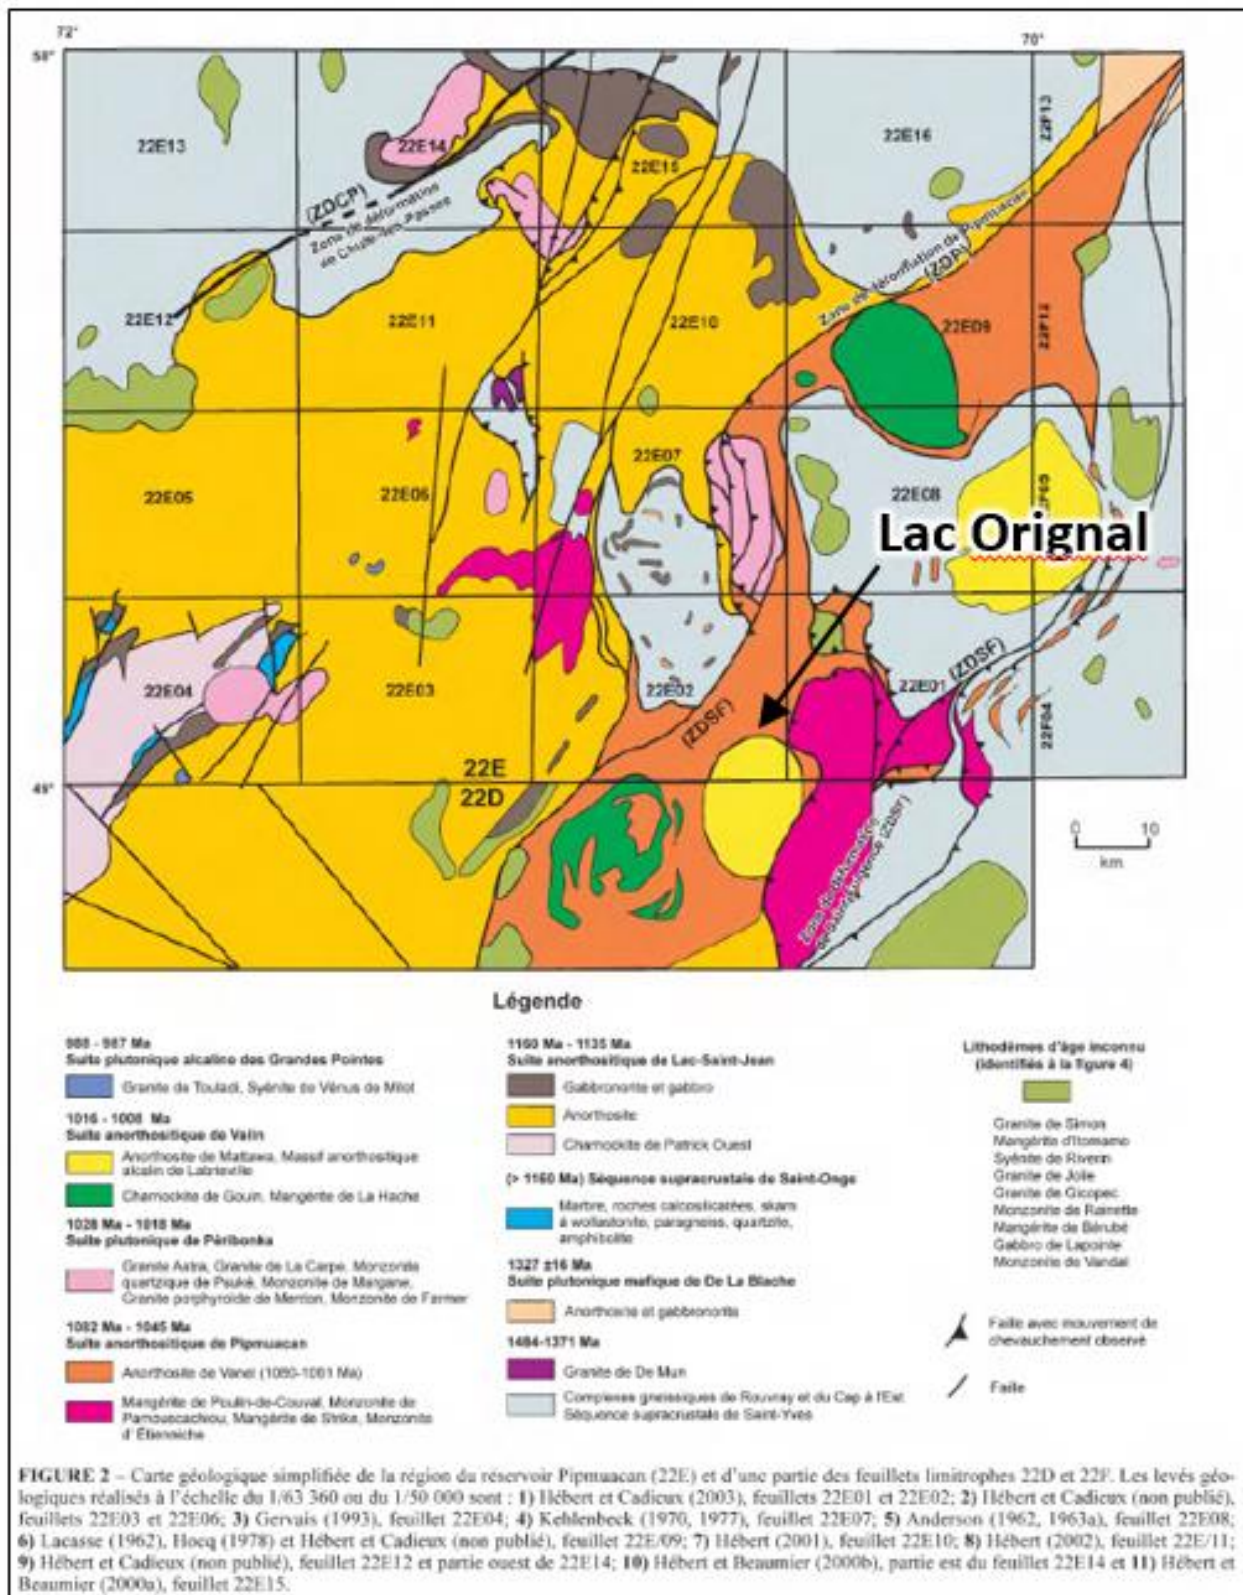 72°
70°
50°
22E13
22E14
22E15
22E16
22F13
(ZDCP)
Zone de déformation
de Chute-des-Passes
Zone de déformation de Pipmuacan
(ZDP)
22E12
22E11
22E10
22E09
22F12
22E05
22E06
22E07
22E08
Lac Orignal
22E04
22E03
22E02
(ZDSF)
22E01
(ZDSF)
22F04
49°
22E
22D
0 10
km
Légende
988 - 987 Ma
Suite plutonique alcaline des Grandes Pointes
Granite de Touladi, Syénite de Vénus de Milot
1016 - 1008 Ma
Suite anorthositique de Valin
Anorthosite de Mattawa, Massif anorthositique
alcalin de Labrieville
Charnockite de Gouin, Mangérite de La Hache
1028 Ma - 1018 Ma
Suite plutonique de Péribonka
Granite Astra, Granite de La Carpe, Monzonite
quartzique de Psukè, Monzonite de Margane,
Granite porphyroïde de Menton, Monzonite de Farmer
1082 Ma - 1045 Ma
Suite anorthositique de Pipmuacan
Anorthosite de Vanel (1080-1081 Ma)
Mangérite de Poulin-de-Couval, Monzonite de
Pamouscachiou, Mangérite de Strike, Monzonite
d'Étienniche
1160 Ma - 1135 Ma
Suite anorthositique de Lac-Saint-Jean
Gabbronorite et gabbro
Anorthosite
Charnockite de Patrick Ouest
(> 1160 Ma) Séquence supracrustale de Saint-Onge
Marbre, roches calcosilicatées, skarn
à wollastonite, paragneiss, quartzite,
amphibolite
1327 ±16 Ma
Suite plutonique mafique de De La Blache
Anorthosite et gabbronorite
1484-1371 Ma
Granite de De Mun
Complexes gneissiques de Rouvray et du Cap à l'Est
Séquence supracrustale de Saint-Yves
Lithodèmes d'âge inconnu
(identifiés à la figure 4)
Granite de Simon
Mangérite d'Itomamo
Syénite de Riverin
Granite de Jolie
Granite de Gicopec
Monzonite de Rainette
Mangérite de Bérubé
Gabbro de Lapointe
Monzonite de Vandal
Faille avec mouvement de
chevauchement observé
Faille
FIGURE 2 – Carte géologique simplifiée de la région du réservoir Pipmuacan (22E) et d'une partie des feuillets limitrophes 22D et 22F. Les levés géo-
logiques réalisés à l'échelle du 1/63 360 ou du 1/50 000 sont : 1) Hébert et Cadieux (2003), feuillets 22E01 et 22E02; 2) Hébert et Cadieux (non publié),
feuillets 22E03 et 22E06; 3) Gervais (1993), feuillet 22E04; 4) Kehlenbeck (1970, 1977), feuillet 22E07; 5) Anderson (1962, 1963a), feuillet 22E08;
6) Lacasse (1962), Hocq (1978) et Hébert et Cadieux (non publié), feuillet 22E/09; 7) Hébert (2001), feuillet 22E10; 8) Hébert (2002), feuillet 22E/11;
9) Hébert et Cadieux (non publié), feuillet 22E12 et partie ouest de 22E14; 10) Hébert et Beaumier (2000b), partie est du feuillet 22E14 et 11) Hébert et
Beaumier (2000a), feuillet 22E15.